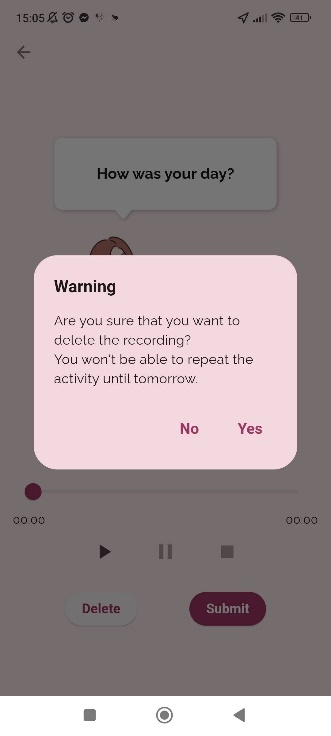 15:05
How was your day?
Warning
Are you sure that you want to
delete the recording?
You won't be able to repeat the
activity until tomorrow.
No Yes
00:00 00:00
Delete Submit